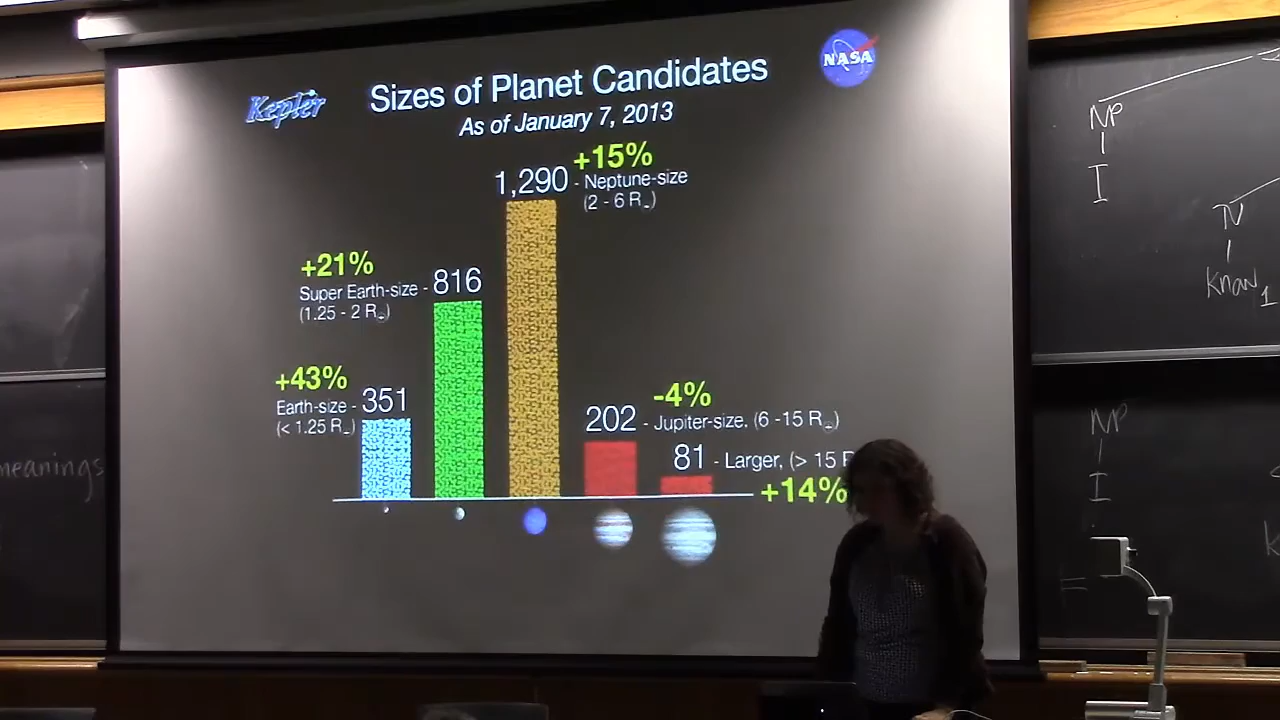 Kepler
Sizes of Planet Candidates
NASA
As of January 7, 2013
+15%
1,290 - Neptune-size
(2 - 6 R
+21%
Super Earth-size - 816
(1.25 - 2 R
+43%
Earth-size - 351
(< 1.25 R
-4%
202 - Jupiter-size, (6 -15 R
81 - Larger, (> 15 R
+14%
meanings
NP
I
N
know 1
NP
I